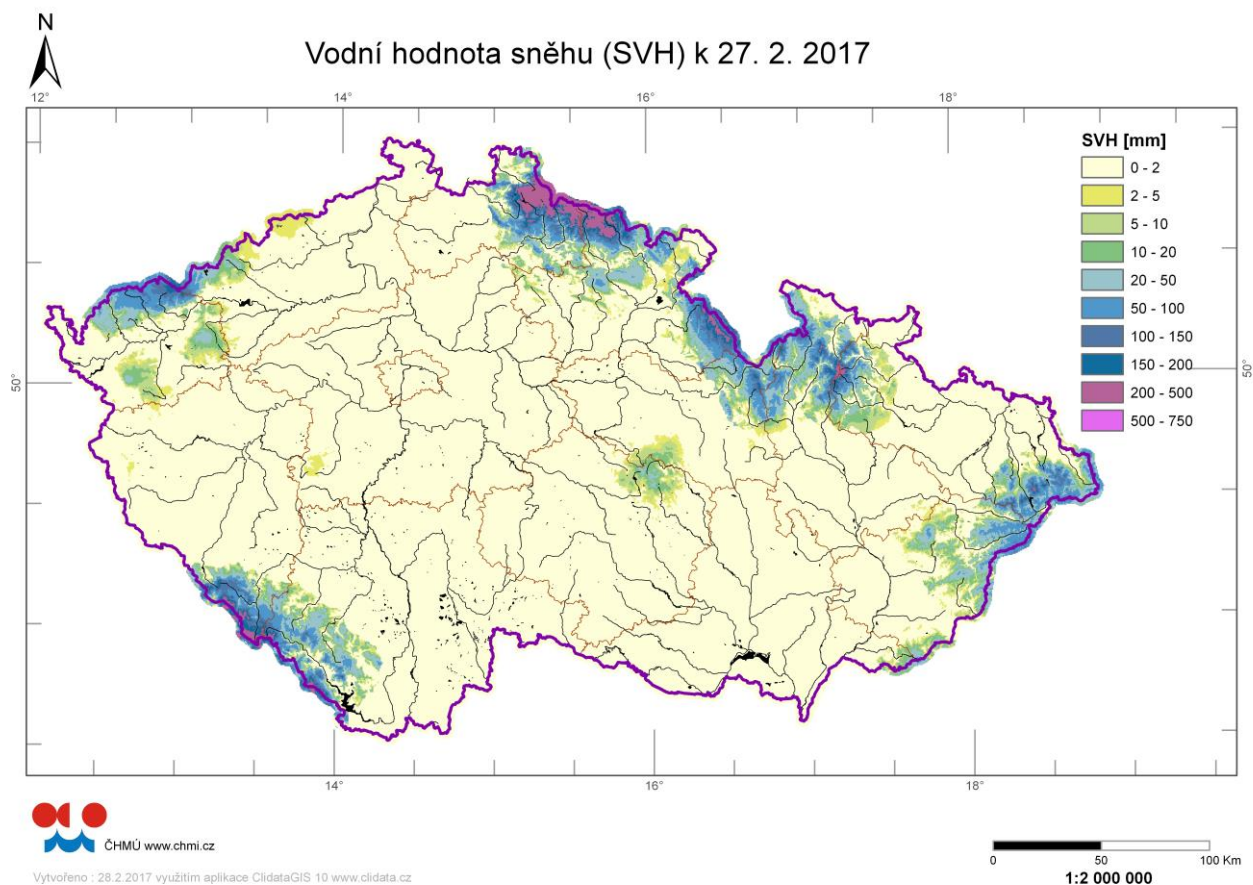 N
Vodní hodnota sněhu (SVH) k 27. 2. 2017
12° 14° 16° 18°
SVH [mm]
0 - 2
2 - 5
5 - 10
10 - 20
20 - 50
50 - 100
100 - 150
150 - 200
200 - 500
500 - 750
50° 50°
14° 16° 18°
ČHMÚ www.chmi.cz
0 50 100 Km
1:2 000 000
Vytvořeno : 28.2.2017 využitím aplikace ClidataGIS 10 www.clidata.cz